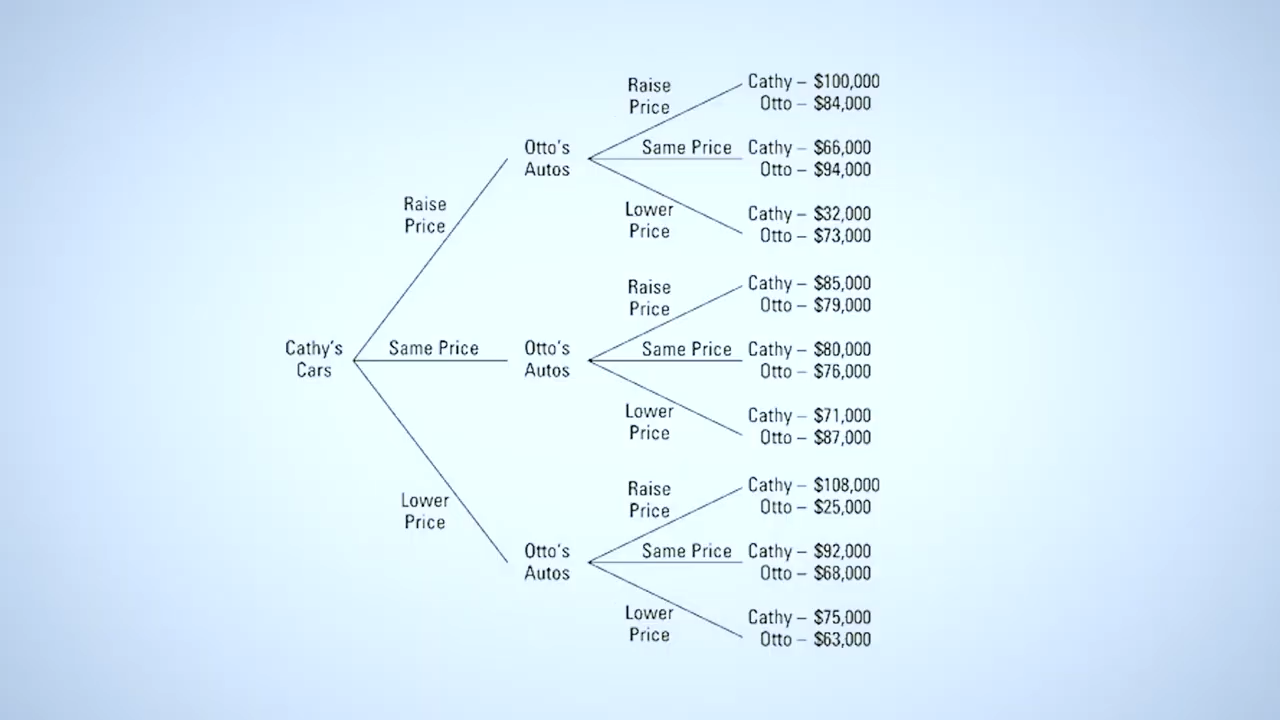 Cathy's
Cars
Raise
Price
Same Price
Lower
Price
Otto's
Autos
Raise
Price
Cathy – $100,000
Otto – $84,000
Same Price
Cathy – $66,000
Otto – $94,000
Lower
Price
Cathy – $32,000
Otto – $73,000
Otto's
Autos
Raise
Price
Cathy – $85,000
Otto – $79,000
Same Price
Cathy – $80,000
Otto – $76,000
Lower
Price
Cathy – $71,000
Otto – $87,000
Otto's
Autos
Raise
Price
Cathy – $108,000
Otto – $25,000
Same Price
Cathy – $92,000
Otto – $68,000
Lower
Price
Cathy – $75,000
Otto – $63,000